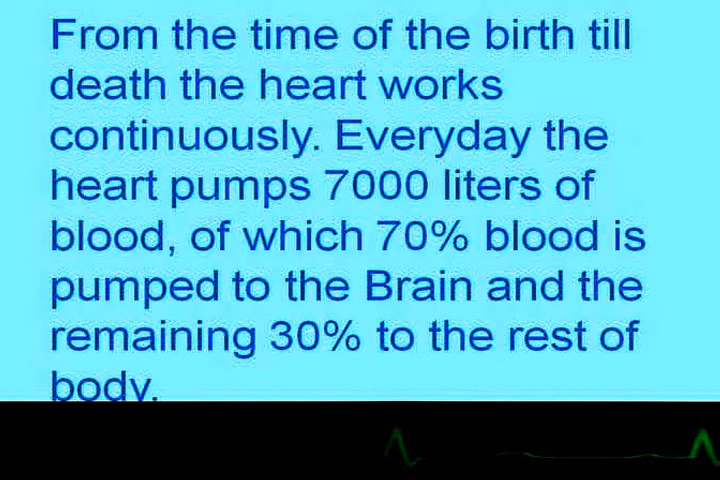 From the time of the birth till
death the heart works
continuously. Everyday the
heart pumps 7000 liters of
blood, of which 70% blood is
pumped to the Brain and the
remaining 30% to the rest of
body.